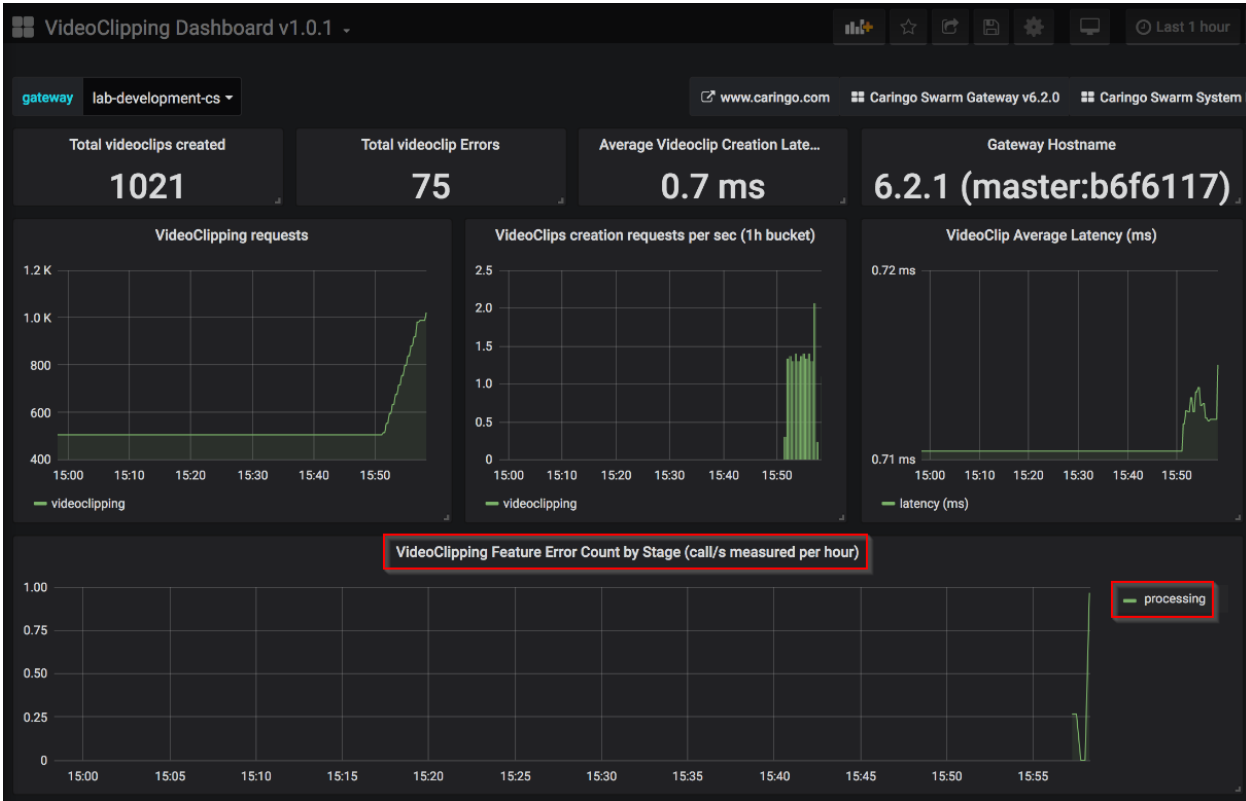 VideoClipping Dashboard v1.0.1
Last 1 hour
gateway lab-development-cs
www.caringo.com Caringo Swarm Gateway v6.2.0 Caringo Swarm System
Total videoclips created
1021
Total videoclip Errors
75
Average Videoclip Creation Late...
0.7 ms
Gateway Hostname
6.2.1 (master:b6f6117)
VideoClipping requests
1.2 K
1.0 K
800
600
400
15:00 15:10 15:20 15:30 15:40 15:50
videoclipping
VideoClips creation requests per sec (1h bucket)
2.5
2.0
1.5
1.0
0.5
0
15:00 15:10 15:20 15:30 15:40 15:50
videoclipping
VideoClip Average Latency (ms)
0.72 ms
0.71 ms
15:00 15:10 15:20 15:30 15:40 15:50
latency (ms)
VideoClipping Feature Error Count by Stage (call/s measured per hour)
1.00
0.75
0.50
0.25
0
15:00 15:05 15:10 15:15 15:20 15:25 15:30 15:35 15:40 15:45 15:50 15:55
processing